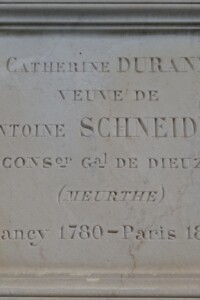 Catherine DURAN
VEUVE DE
NTOINE SCHNEID
CONSer Gal DE DIEUZ
(MEURTHE)
ancy 1780–Paris 18